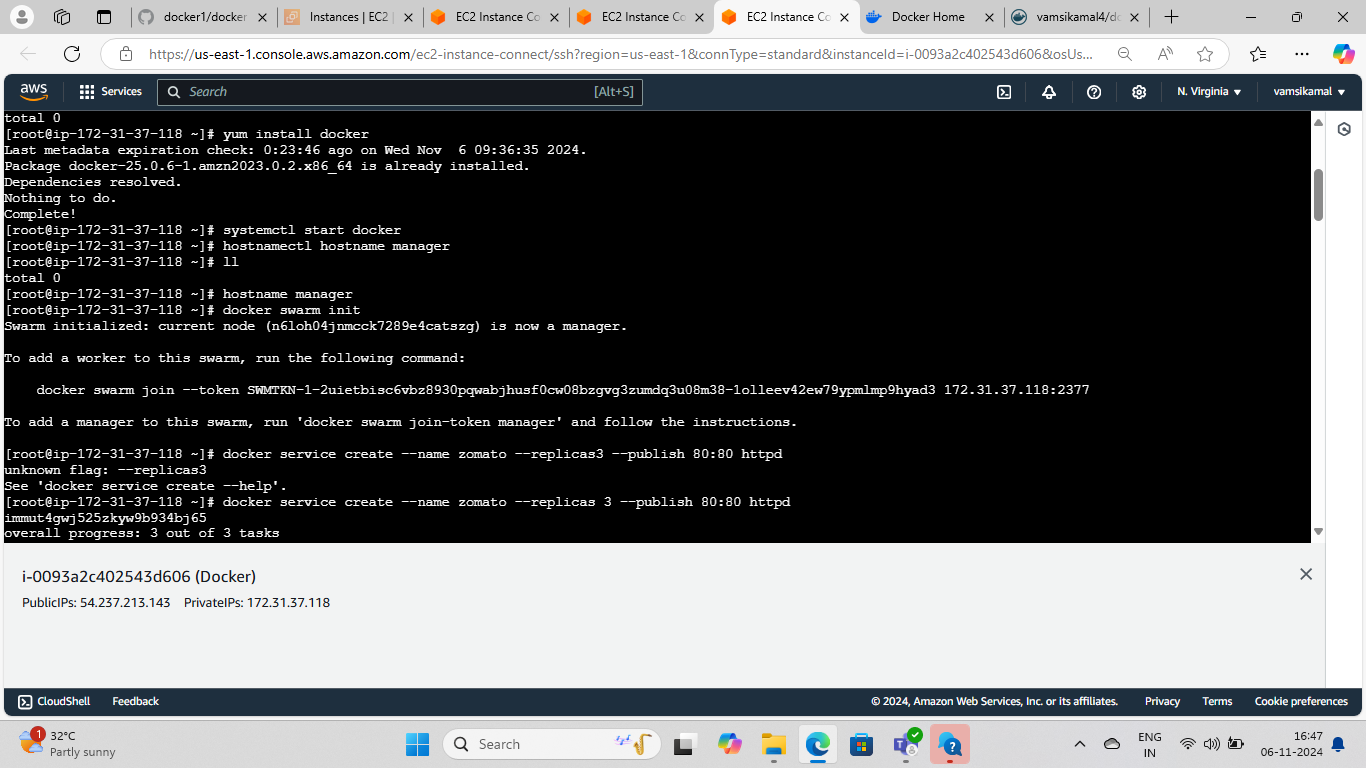 docker1/docker
Instances | EC2 |
EC2 Instance Co
EC2 Instance Co
EC2 Instance Co
Docker Home
vamsikamal4/do
https://us-east-1.console.aws.amazon.com/ec2-instance-connect/ssh?region=us-east-1&connType=standard&instanceId=i-0093a2c402543d606&osUs...
aws
Services
Search
[Alt+S]
N. Virginia
vamsikamal
total 0
[root@ip-172-31-37-118 ~]# yum install docker
Last metadata expiration check: 0:23:46 ago on Wed Nov  6 09:36:35 2024.
Package docker-25.0.6-1.amzn2023.0.2.x86_64 is already installed.
Dependencies resolved.
Nothing to do.
Complete!
[root@ip-172-31-37-118 ~]# systemctl start docker
[root@ip-172-31-37-118 ~]# hostnamectl hostname manager
[root@ip-172-31-37-118 ~]# ll
total 0
[root@ip-172-31-37-118 ~]# hostname manager
[root@ip-172-31-37-118 ~]# docker swarm init
Swarm initialized: current node (n6loh04jnmcck7289e4catszg) is now a manager.
To add a worker to this swarm, run the following command:
docker swarm join --token SWMTKN-1-2uietbisc6vbz8930pqwabjhusf0cw08bzgvg3zumdq3u08m38-1olleev42ew79ypmlmp9hyad3 172.31.37.118:2377
To add a manager to this swarm, run 'docker swarm join-token manager' and follow the instructions.
[root@ip-172-31-37-118 ~]# docker service create --name zomato --replicas3 --publish 80:80 httpd
unknown flag: --replicas3
See 'docker service create --help'.
[root@ip-172-31-37-118 ~]# docker service create --name zomato --replicas 3 --publish 80:80 httpd
immut4gwj525zkyw9b934bj65
overall progress: 3 out of 3 tasks
i-0093a2c402543d606 (Docker)
PublicIPs: 54.237.213.143    PrivateIPs: 172.31.37.118
CloudShell
Feedback
© 2024, Amazon Web Services, Inc. or its affiliates.
Privacy
Terms
Cookie preferences
1
32°C
Partly sunny
Search
ENG
IN
16:47
06-11-2024